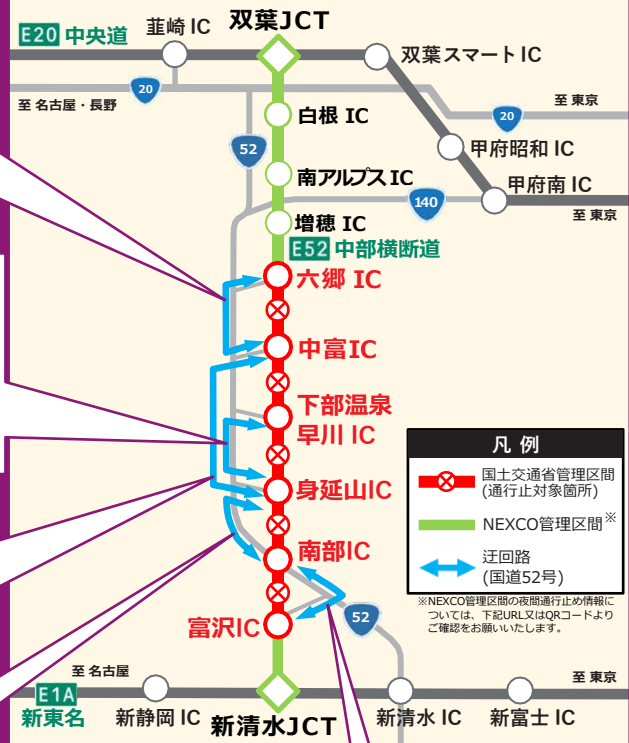 双葉JCT
E20 中央道
韮崎 IC
双葉スマート IC
20
至 名古屋・長野
至 東京
20
白根 IC
52
甲府昭和 IC
南アルプス IC
甲府南 IC
140
至 東京
増穂 IC
E52 中部横断道
六郷 IC
中富IC
下部温泉
早川 IC
身延山IC
南部IC
富沢IC
52
凡 例
国土交通省管理区間
(通行止対象箇所)
NEXCO管理区間※
迂回路
(国道52号)
※NEXCO管理区間の夜間通行止め情報に
ついては、下記URL又はQRコードより
ご確認をお願いいたします。
至 名古屋
至 東京
E1A
新東名
新静岡 IC
新清水JCT
新清水 IC
新富士 IC